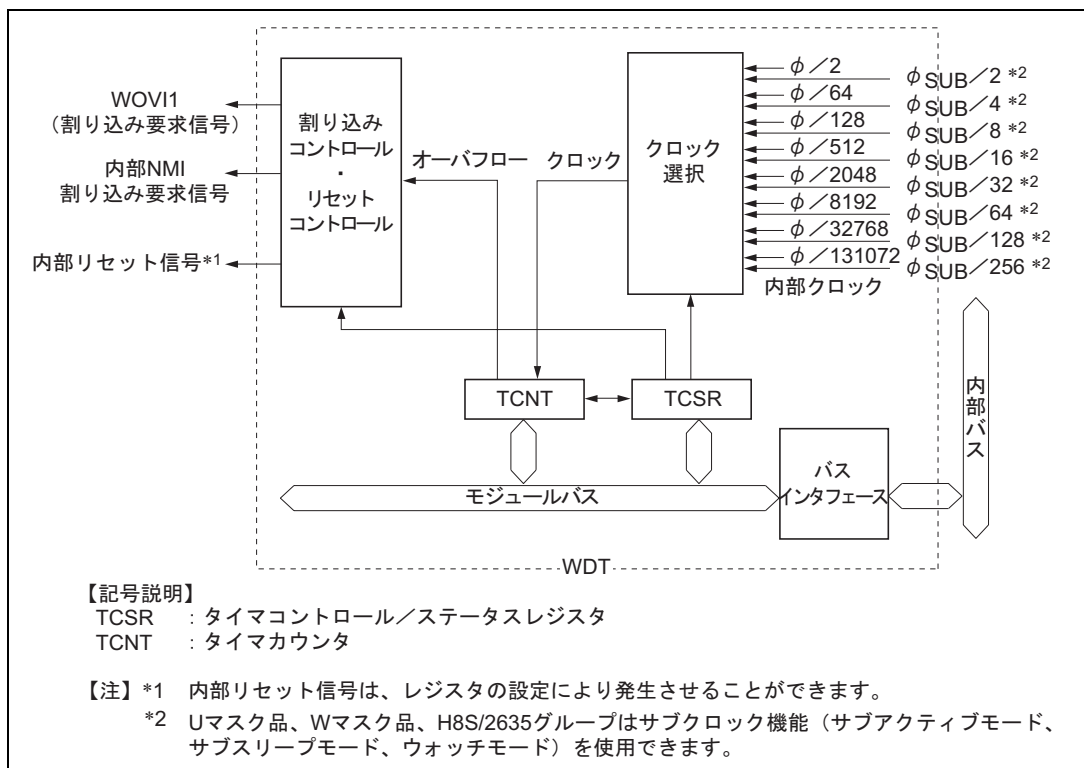 WOVI1
（割り込み要求信号）
内部NMI
割り込み要求信号
内部リセット信号*1
割り込み
コントロール
・
リセット
コントロール
オーバフロー
クロック
クロック
選択
φ／2
φ／64
φ／128
φ／512
φ／2048
φ／8192
φ／32768
φ／131072
内部クロック
φSUB／2 *2
φSUB／4 *2
φSUB／8 *2
φSUB／16 *2
φSUB／32 *2
φSUB／64 *2
φSUB／128 *2
φSUB／256 *2
TCNT
TCSR
モジュールバス
バス
インタフェース
内部バス
WDT
【記号説明】
TCSR ：タイマコントロール／ステータスレジスタ
TCNT ：タイマカウンタ
【注】*1 内部リセット信号は、レジスタの設定により発生させることができます。
*2 Uマスク品、Wマスク品、H8S/2635グループはサブクロック機能（サブアクティブモード、
サブスリープモード、ウォッチモード）を使用できます。